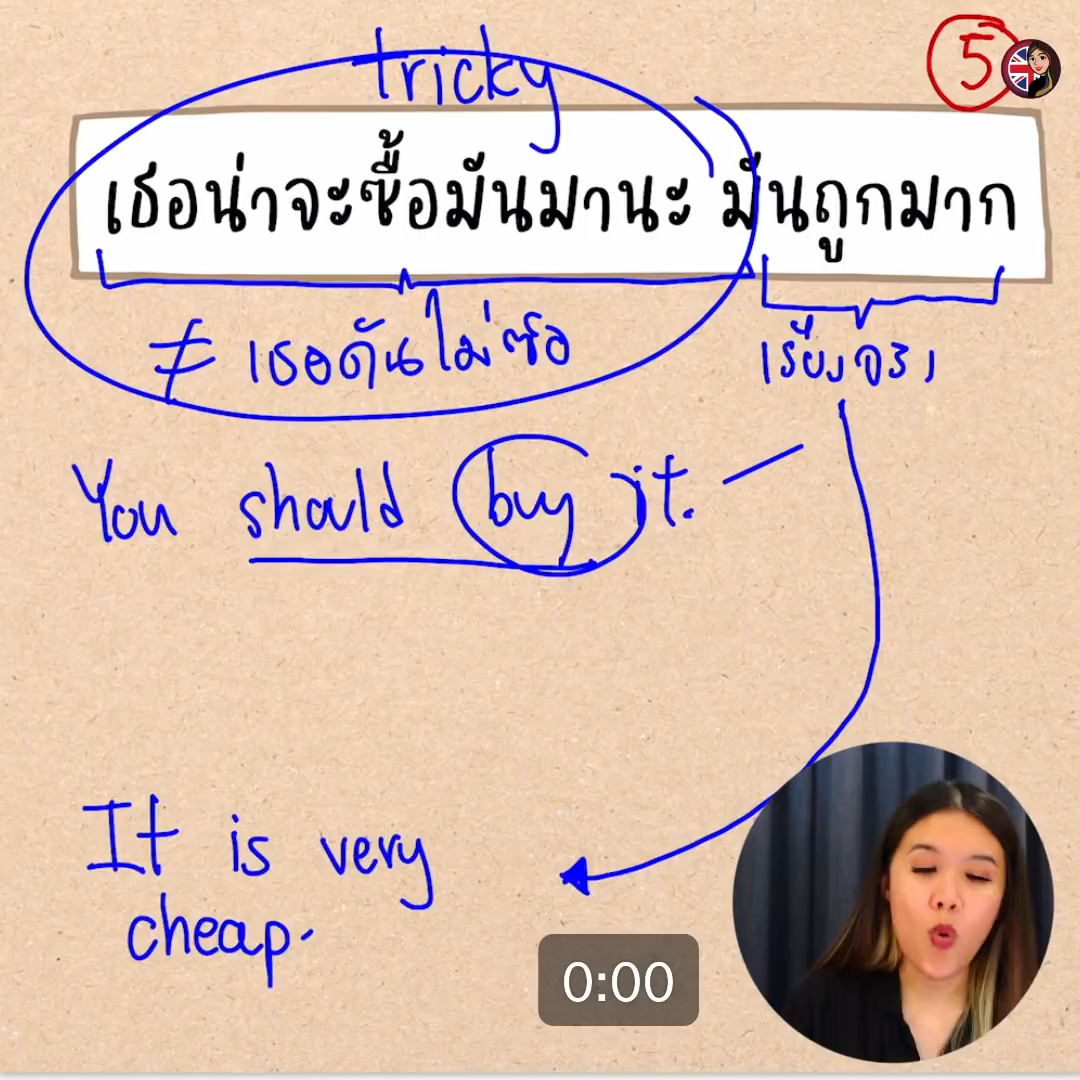 tricky
5
เธอน่าจะซื้อมันมานะ มันถูกมาก
≠ เธอดันไม่ซื้อ
เรื่องจริง
You should buy it.
It is very
cheap.
0:00